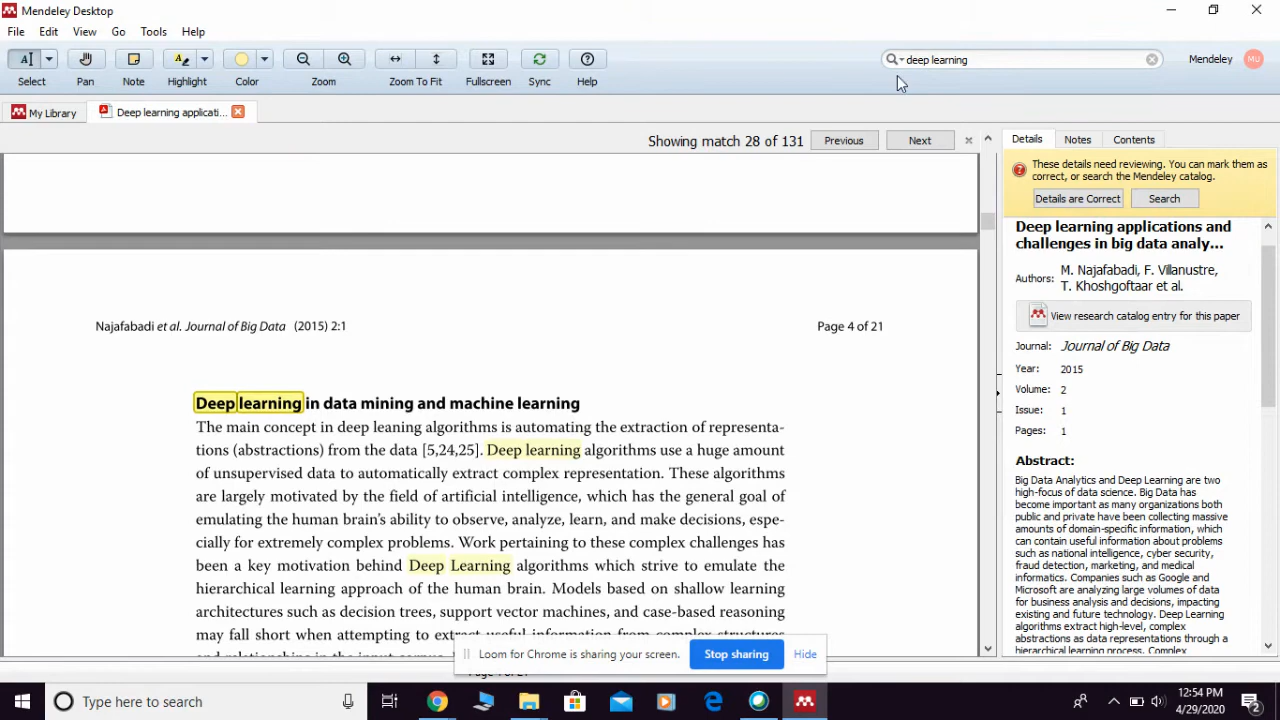 Mendeley Desktop
File Edit View Go Tools Help
deep learning
Mendeley MU
Select Pan Note Highlight Color Zoom Zoom To Fit Fullscreen Sync Help
My Library Deep learning applicati...
Showing match 28 of 131 Previous Next
Najafabadi et al. Journal of Big Data (2015) 2:1 Page 4 of 21
Deep learning in data mining and machine learning
The main concept in deep leaning algorithms is automating the extraction of representa-
tions (abstractions) from the data [5,24,25]. Deep learning algorithms use a huge amount
of unsupervised data to automatically extract complex representation. These algorithms
are largely motivated by the field of artificial intelligence, which has the general goal of
emulating the human brain's ability to observe, analyze, learn, and make decisions, espe-
cially for extremely complex problems. Work pertaining to these complex challenges has
been a key motivation behind Deep Learning algorithms which strive to emulate the
hierarchical learning approach of the human brain. Models based on shallow learning
architectures such as decision trees, support vector machines, and case-based reasoning
may fall short when attempting to extract useful information from complex structures
Details Notes Contents
These details need reviewing. You can mark them as
correct, or search the Mendeley catalog.
Details are Correct Search
Deep learning applications and
challenges in big data analy...
Authors: M. Najafabadi, F. Villanustre,
T. Khoshgoftaar et al.
View research catalog entry for this paper
Journal: Journal of Big Data
Year: 2015
Volume: 2
Issue: 1
Pages: 1
Abstract:
Big Data Analytics and Deep Learning are two
high-focus of data science. Big Data has
become important as many organizations both
public and private have been collecting massive
amounts of domain-specific information, which
can contain useful information about problems
such as national intelligence, cyber security,
fraud detection, marketing, and medical
informatics. Companies such as Google and
Microsoft are analyzing large volumes of data
for business analysis and decisions, impacting
existing and future technology. Deep Learning
algorithms extract high-level, complex
abstractions as data representations through a
hierarchical learning process. Complex
Loom for Chrome is sharing your screen. Stop sharing Hide
Type here to search
12:54 PM
4/29/2020
2